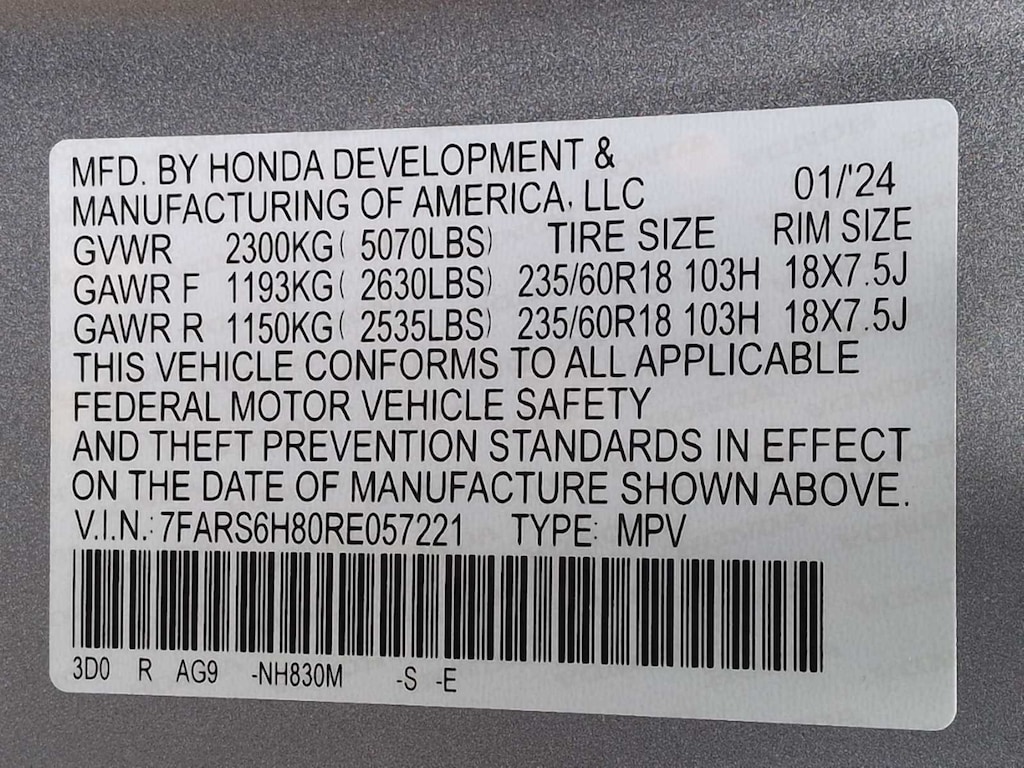 MFD. BY HONDA DEVELOPMENT &
MANUFACTURING OF AMERICA, LLC 01/'24
GVWR 2300KG( 5070LBS) TIRE SIZE RIM SIZE
GAWR F 1193KG( 2630LBS) 235/60R18 103H 18X7.5J
GAWR R 1150KG( 2535LBS) 235/60R18 103H 18X7.5J
THIS VEHICLE CONFORMS TO ALL APPLICABLE
FEDERAL MOTOR VEHICLE SAFETY
AND THEFT PREVENTION STANDARDS IN EFFECT
ON THE DATE OF MANUFACTURE SHOWN ABOVE.
V.I.N.: 7FARS6H80RE057221 TYPE: MPV
3D0 R AG9 -NH830M -S -E